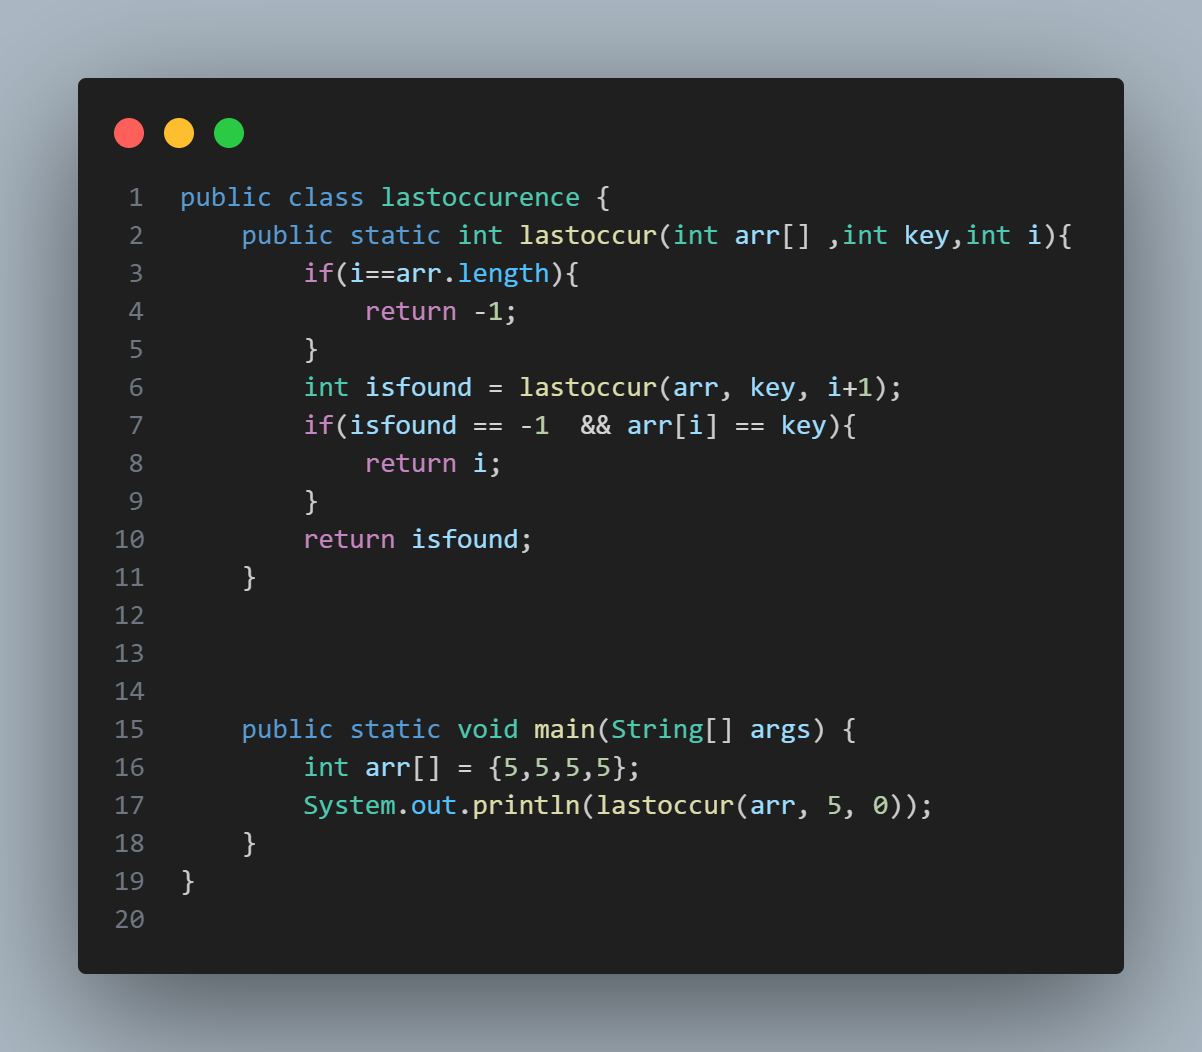 1 public class lastoccurence {
2     public static int lastoccur(int arr[] ,int key,int i){
3         if(i==arr.length){
4             return -1;
5         }
6         int isfound = lastoccur(arr, key, i+1);
7         if(isfound == -1  && arr[i] == key){
8             return i;
9         }
10         return isfound;
11     }
12
13
14
15     public static void main(String[] args) {
16         int arr[] = {5,5,5,5};
17         System.out.println(lastoccur(arr, 5, 0));
18     }
19 }
20